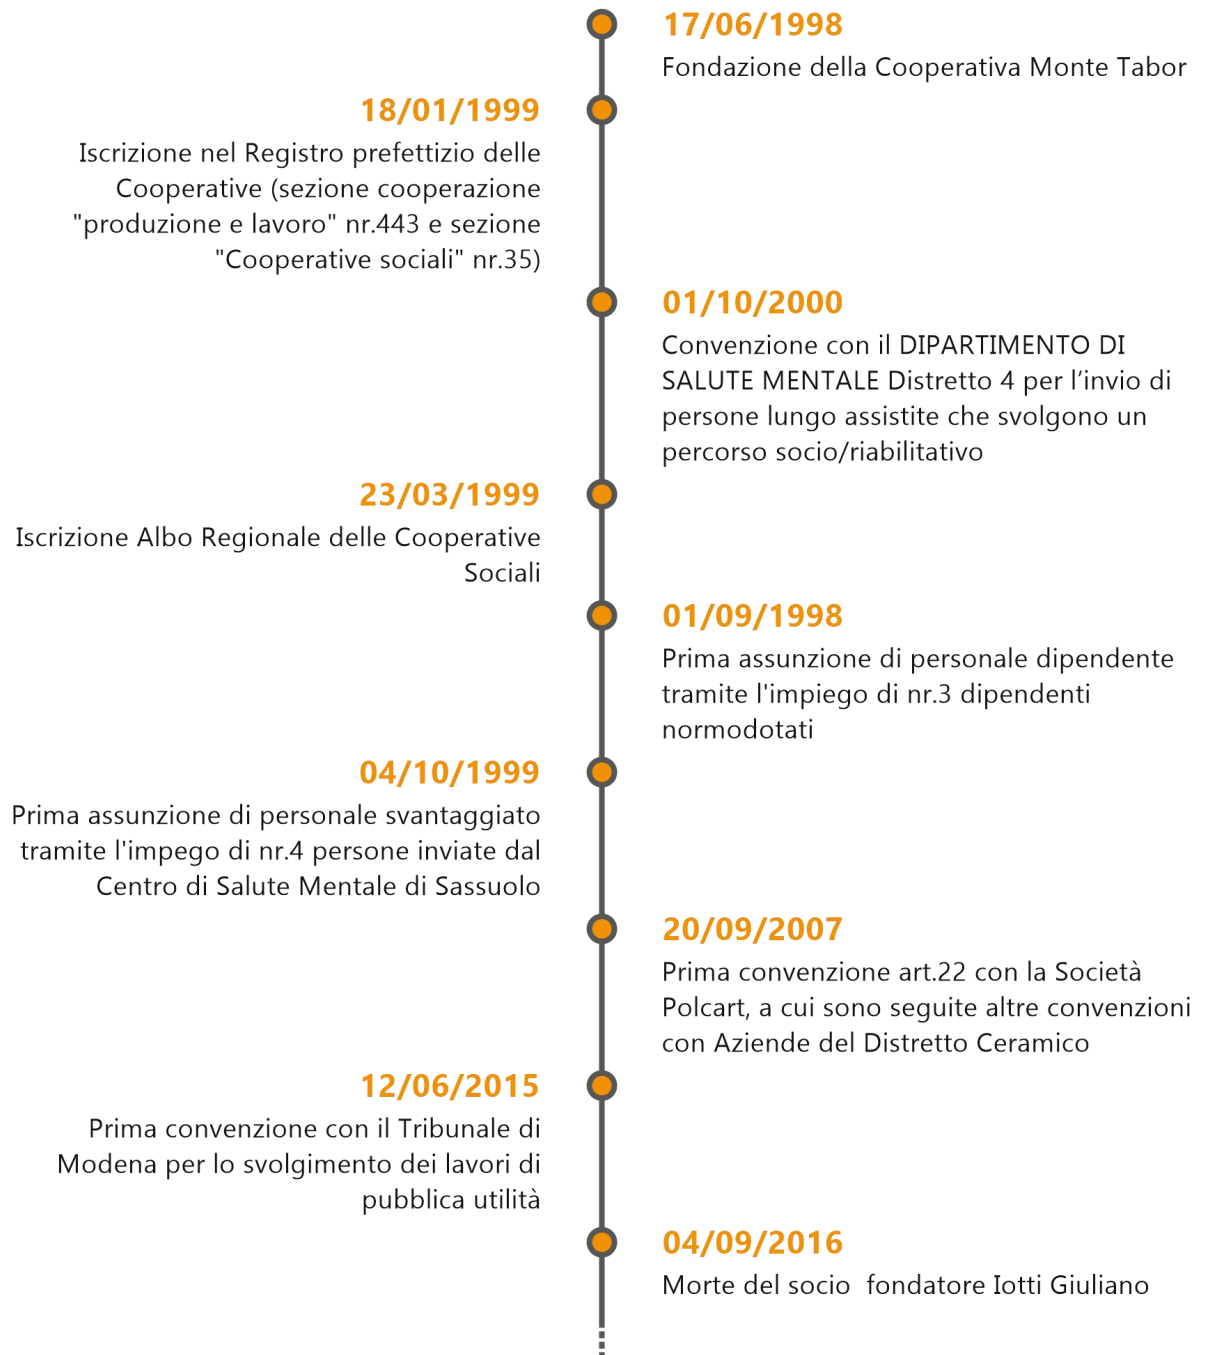 17/06/1998
Fondazione della Cooperativa Monte Tabor
18/01/1999
Iscrizione nel Registro prefettizio delle
Cooperative (sezione cooperazione
"produzione e lavoro" nr.443 e sezione
"Cooperative sociali" nr.35)
01/10/2000
Convenzione con il DIPARTIMENTO DI
SALUTE MENTALE Distretto 4 per l’invio di
persone lungo assistite che svolgono un
percorso socio/riabilitativo
23/03/1999
Iscrizione Albo Regionale delle Cooperative
Sociali
01/09/1998
Prima assunzione di personale dipendente
tramite l'impiego di nr.3 dipendenti
normodotati
04/10/1999
Prima assunzione di personale svantaggiato
tramite l'impego di nr.4 persone inviate dal
Centro di Salute Mentale di Sassuolo
20/09/2007
Prima convenzione art.22 con la Società
Polcart, a cui sono seguite altre convenzioni
con Aziende del Distretto Ceramico
12/06/2015
Prima convenzione con il Tribunale di
Modena per lo svolgimento dei lavori di
pubblica utilità
04/09/2016
Morte del socio  fondatore Iotti Giuliano